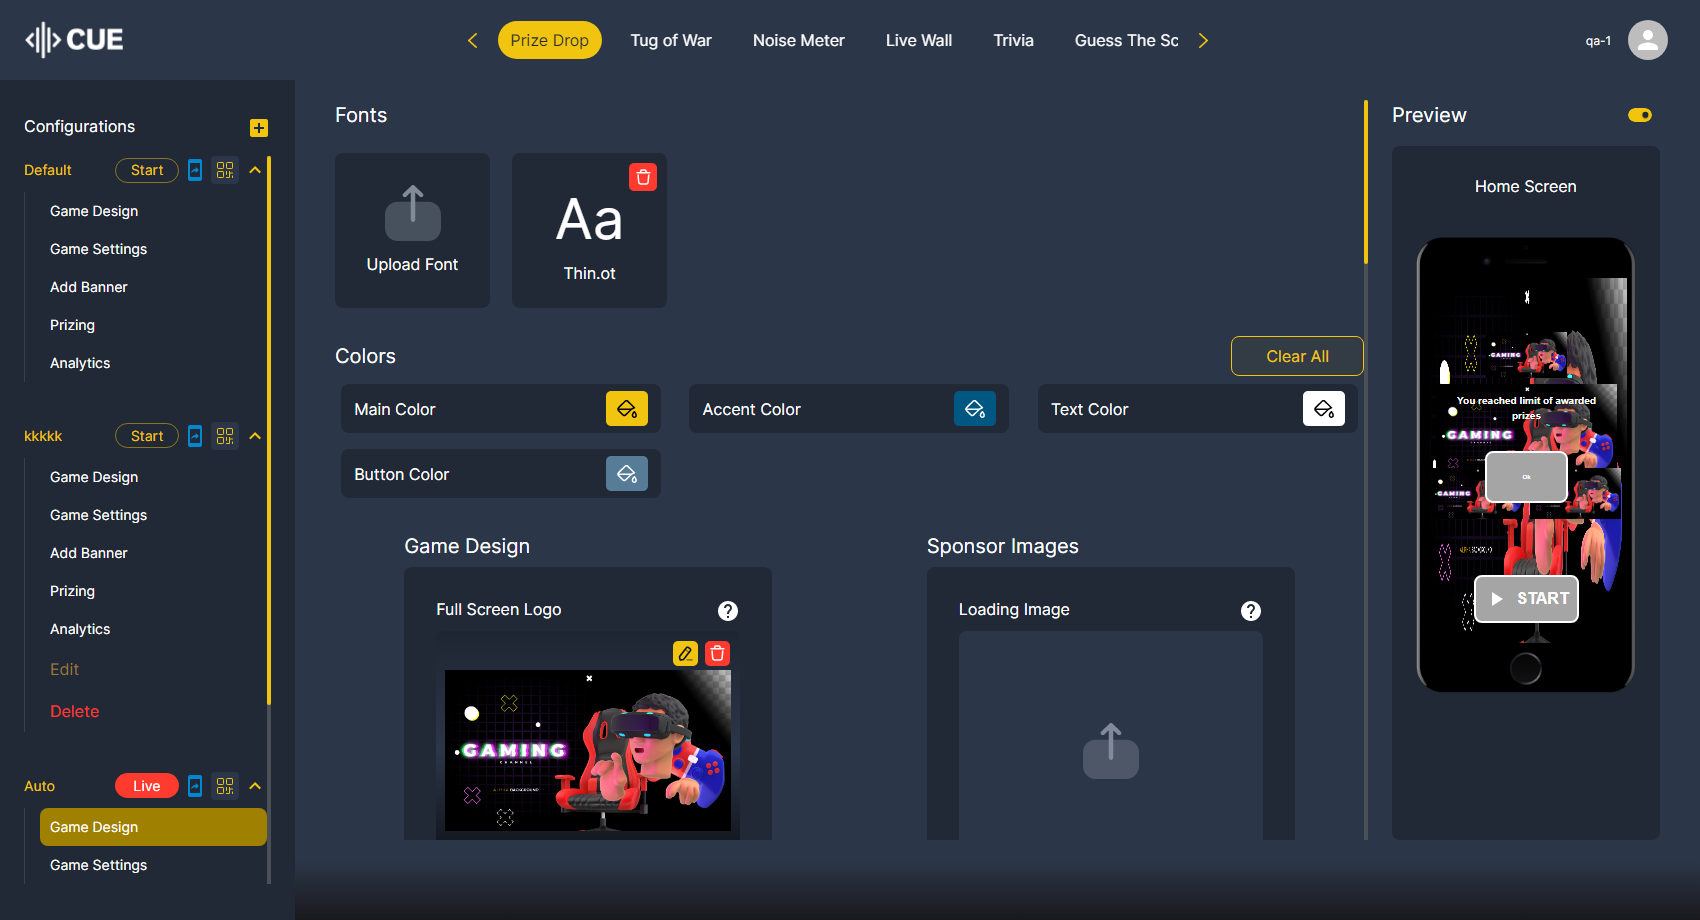 CUE
Prize Drop
Tug of War
Noise Meter
Live Wall
Trivia
Guess The Sc
qa-1
Configurations
Default
Start
Game Design
Game Settings
Add Banner
Prizing
Analytics
kkkkk
Start
Game Design
Game Settings
Add Banner
Prizing
Analytics
Edit
Delete
Auto
Live
Game Design
Game Settings
Fonts
Upload Font
Aa
Thin.ot
Colors
Clear All
Main Color
Accent Color
Text Color
Button Color
Game Design
Full Screen Logo
?
GAMING
CHANNEL
Sponsor Images
Loading Image
?
Preview
Home Screen
GAMING
You reached limit of awarded
prizes
GAMING
Ok
GAMING
START